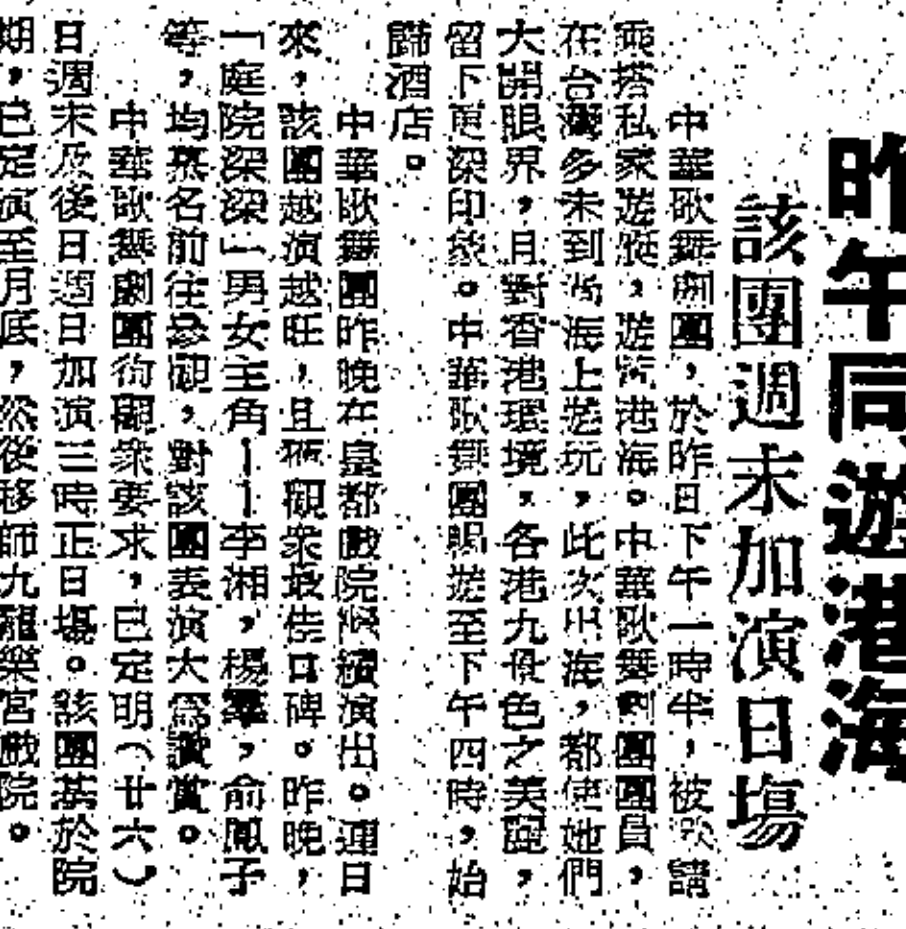 昨午同遊港海
該團週末加演日場
中華歌舞劇團，於昨日下午一時半，被邀請
乘搭私家遊艇，遊覽港海。中華歌舞劇團團員，
在台灣多未到尚海上遊玩，此次出海，都使她們
大開眼界，且對香港環境，各港九景色之美麗，
留下更深印象。中華歌舞團暢遊至下午四時，始
歸酒店。
中華歌舞團昨晚在皇都戲院繼續演出。連日
來，該團越演越旺，且獲觀衆最佳口碑。昨晚，
「庭院深深」男女主角——李湘，楊羣，俞鳳子
等，均慕名前往參觀，對該團表演大爲讚賞。
中華歌舞劇團徇觀衆要求，已定明（廿六）
日週末及後日週日加演三時正日場。該團基於院
期，已定演至月底，然後移師九龍樂宮戲院。